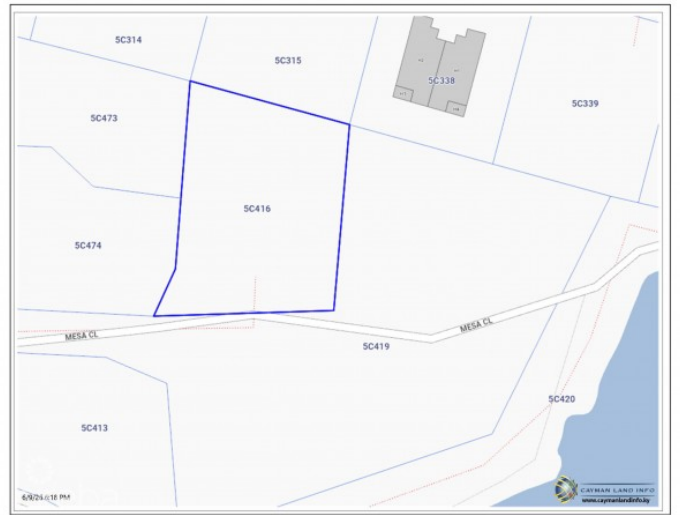 5C314
5C315
5C338
5C339
5C473
5C416
5C474
MESA CL
MESA CL
5C419
5C420
5C413
CAYMAN LAND INFO
www.caymanlandinfo.ky